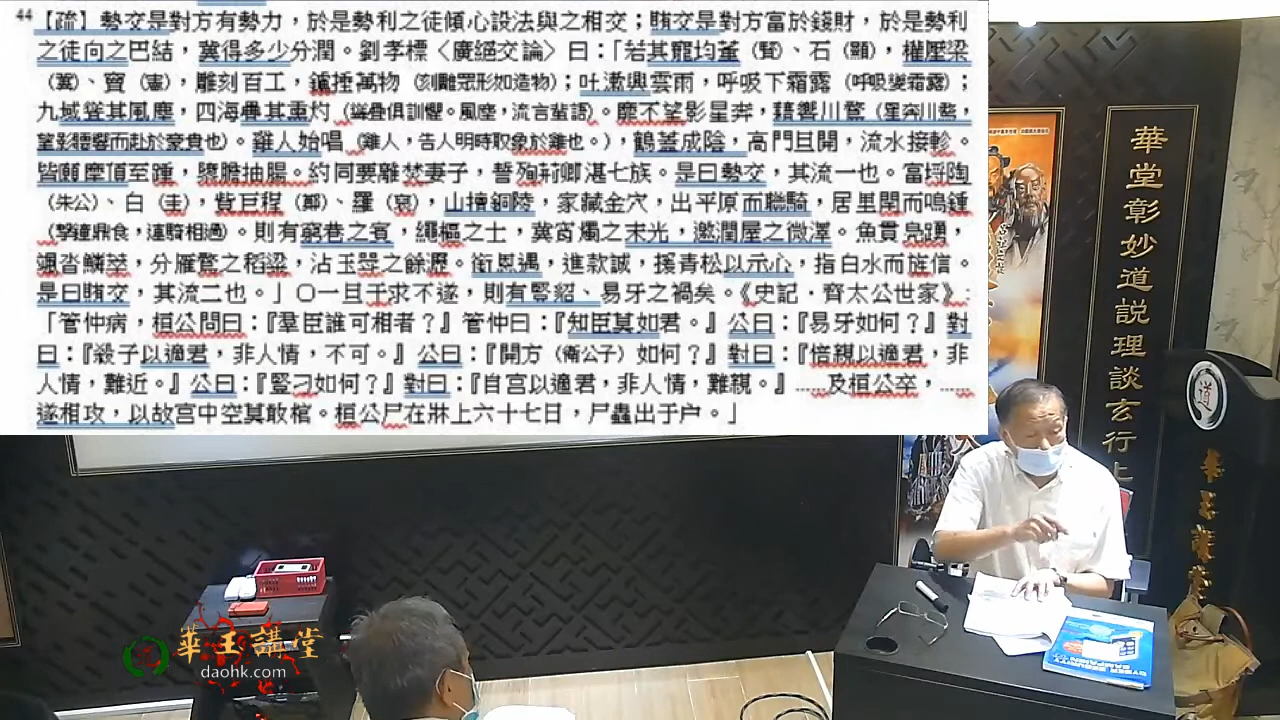 44
【疏】勢交是對方有勢力，於是勢利之徒傾心設法與之相交；賄交是對方富於錢財，於是勢利
之徒向之巴結，冀得多少分潤。劉孝標〈廣絕交論〉曰：「若其寵均董（賢）、石（顯），權壓梁
（冀）、竇（憲），雕刻百工，鑪捶萬物（刻雕眾形如造物）；吐漱興雲雨，呼吸下霜露（呼吸變霜露）；
九域聳其風塵，四海疊其熏灼（聳疊俱訓懼。風塵，流言蜚語）。靡不望影星奔，藉響川騖（星奔川騖，
望影聽響而赴於豪貴也）。雞人始唱（雞人，告人明時取象於雞也。），鶴蓋成陰，高門旦開，流水接軫。
皆願摩頂至踵，隳膽抽腸。約同要離焚妻子，誓殉荊卿湛七族。是曰勢交，其流一也。富埒陶
（朱公）、白（圭），貲巨程（鄭）、羅（裒），山擅銅陵，家藏金穴，出平原而聯騎，居里閈而鳴鍾
（擊鐘鼎食，連騎相過）。則有窮巷之賓，繩樞之士，冀宵燭之末光，邀潤屋之微澤。魚貫鳧踴，
颯沓鱗萃，分雁鶩之稻粱，沾玉斝之餘瀝。銜恩遇，進款誠，援青松以示心，指白水而旌信。
是曰賄交，其流二也。」〇一旦干求不遂，則有豎貂、易牙之禍矣。《史記．齊太公世家》：
「管仲病，桓公問曰：『羣臣誰可相者？』管仲曰：『知臣莫如君。』公曰：『易牙如何？』對
曰：『殺子以適君，非人情，不可。』公曰：『開方（衛公子）如何？』對曰：『倍親以適君，非
人情，難近。』公曰：『豎刁如何？』對曰：『自宮以適君，非人情，難親。』……及桓公卒，……
遂相攻，以故宮中空莫敢棺。桓公尸在牀上六十七日，尸蟲出于户。」
華堂彰妙道説理談玄行上
道
華玉講堂
daohk.com